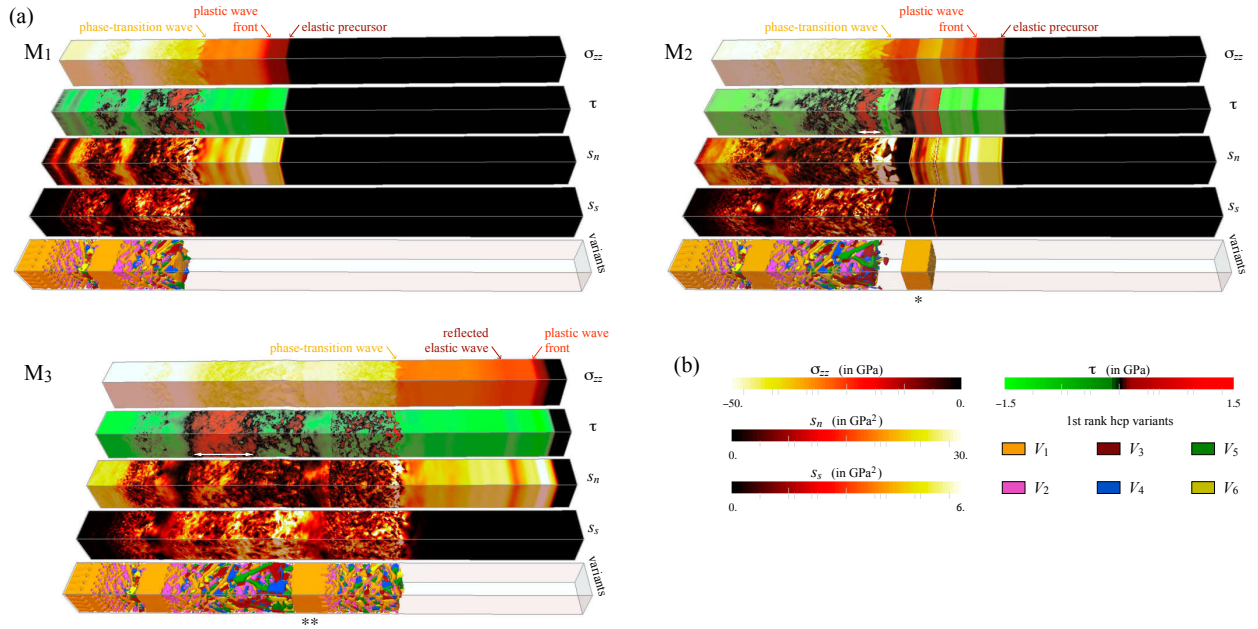 (a)
M1
phase-transition wave
plastic wave
front
elastic precursor
σzz
τ
sn
ss
variants
M2
phase-transition wave
plastic wave
front
elastic precursor
σzz
τ
sn
ss
variants
*
M3
phase-transition wave
reflected
elastic wave
plastic wave
front
σzz
τ
sn
ss
variants
**
(b)
σzz (in GPa)
−50. 0.
sn (in GPa²)
0. 30.
ss (in GPa²)
0. 6.
τ (in GPa)
−1.5 1.5
1st rank hcp variants
V1 V3 V5
V2 V4 V6